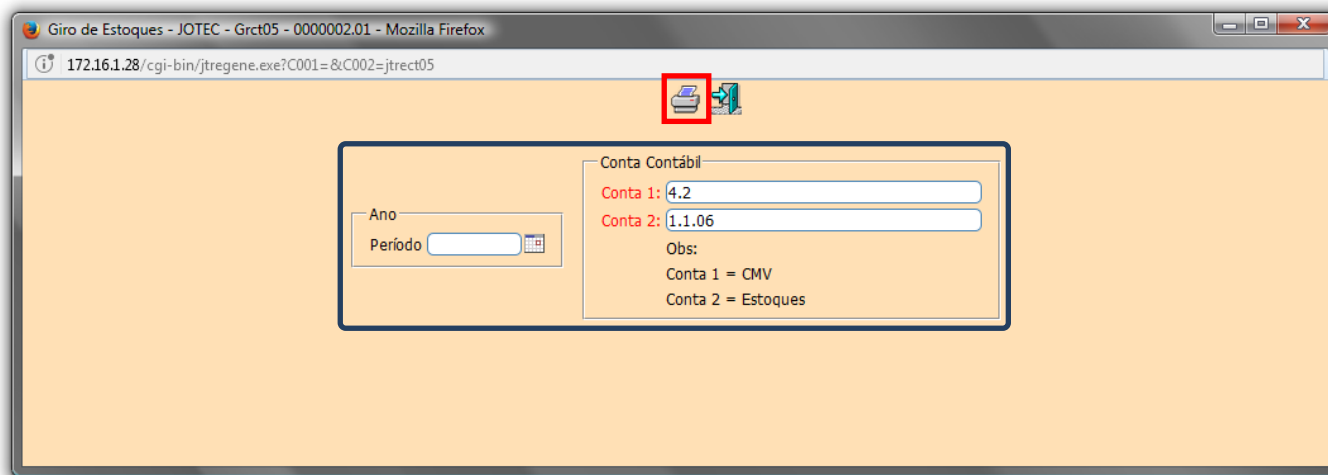 Giro de Estoques - JOTEC - Grct05 - 0000002.01 - Mozilla Firefox
172.16.1.28/cgi-bin/jtregene.exe?C001=&C002=jtrect05
Ano
Período
Conta Contábil
Conta 1: 4.2
Conta 2: 1.1.06
Obs:
Conta 1 = CMV
Conta 2 = Estoques